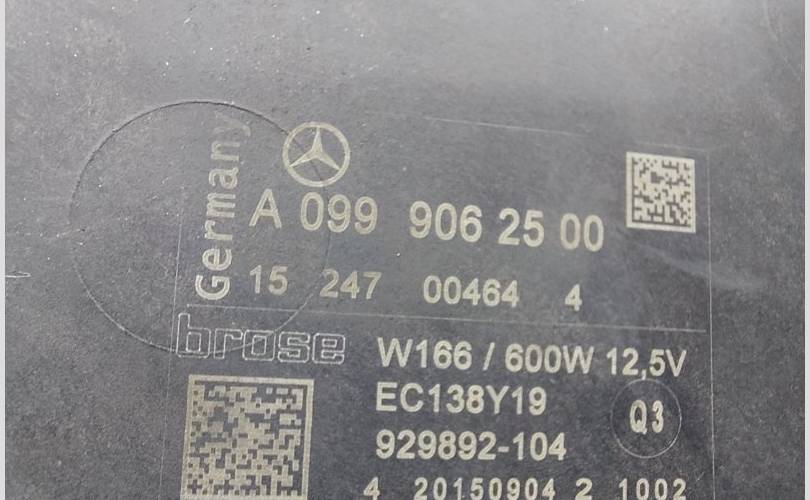 Germany
A 099 906 25 00
15 247 00464 4
brose
W166 / 600W 12,5V
EC138Y19
Q3
929892-104
4 20150904 2 1002